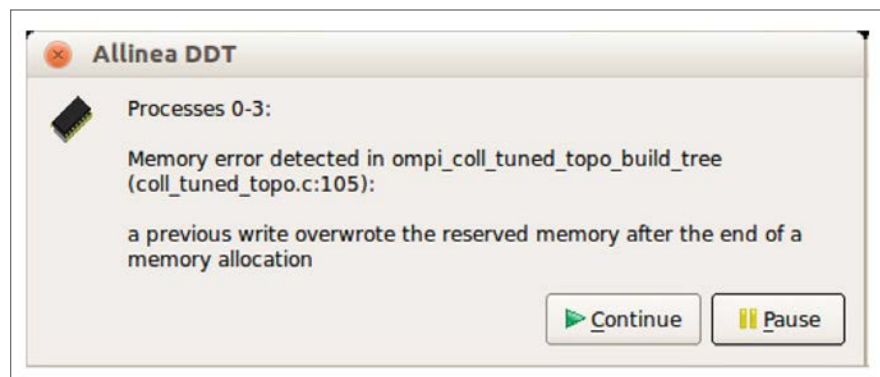 Allinea DDT
Processes 0-3:
Memory error detected in ompi_coll_tuned_topo_build_tree
(coll_tuned_topo.c:105):
a previous write overwrote the reserved memory after the end of a
memory allocation
Continue
Pause